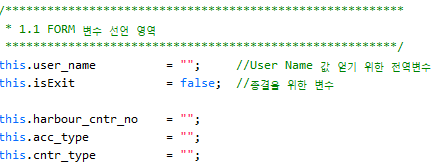 /*********************************************************
 * 1.1 FORM 변수 선언 영역
 ********************************************************/
this.user_name = ""; //User Name 값 얻기 위한 전역변수
this.isExit = false; //종결을 위한 변수
this.harbour_cntr_no = "";
this.acc_type = "";
this.cntr_type = "";